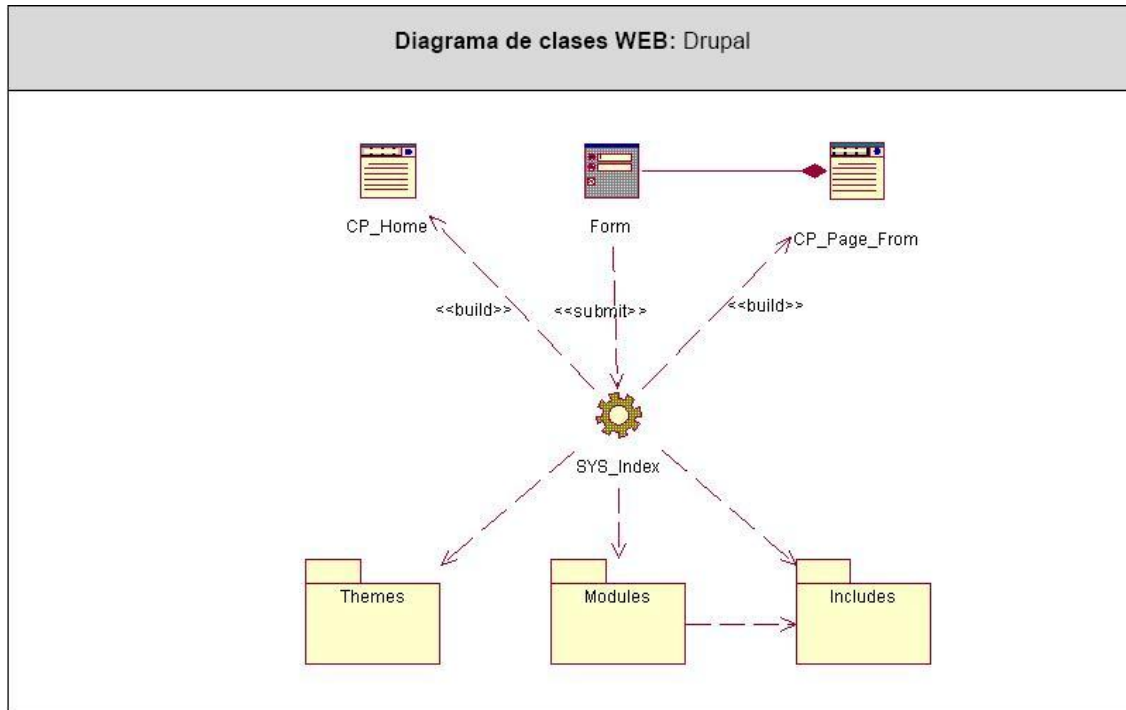 Diagrama de clases WEB: Drupal
CP_Home
Form
CP_Page_From
<<build>>
<<submit>>
<<build>>
SYS_Index
Themes
Modules
Includes